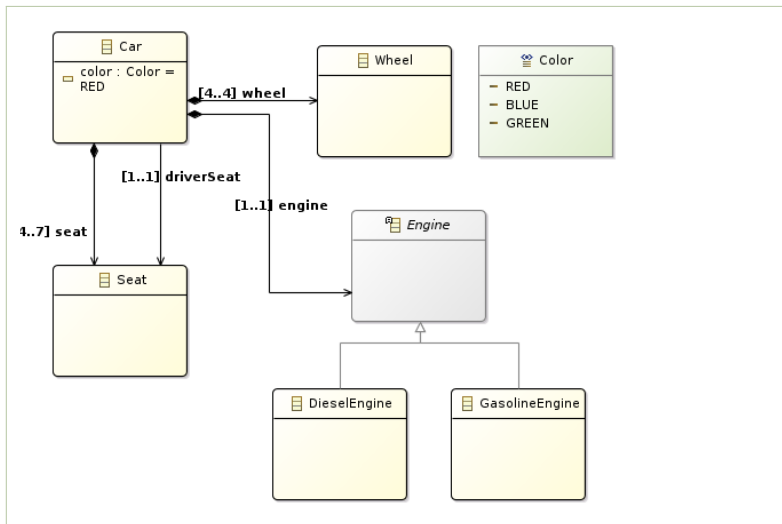 Car
color : Color =
RED
Wheel
Color
RED
BLUE
GREEN
[4..4] wheel
[1..1] driverSeat
[1..1] engine
4..7] seat
Engine
Seat
DieselEngine
GasolineEngine